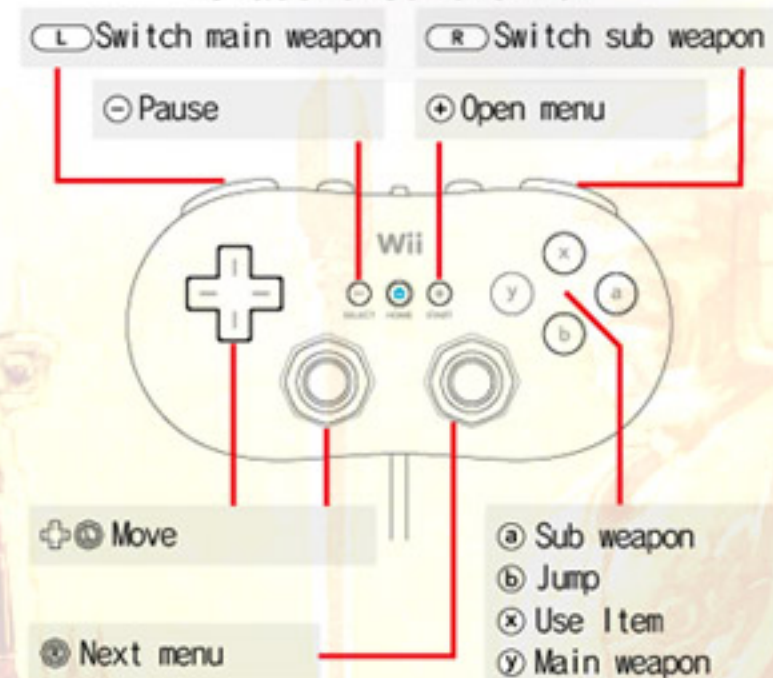 L Switch main weapon
R Switch sub weapon
- Pause
+ Open menu
Wii
x
y
a
b
- + 
SELECT HOME START
L Move
R Next menu
a Sub weapon
b Jump
x Use Item
y Main weapon